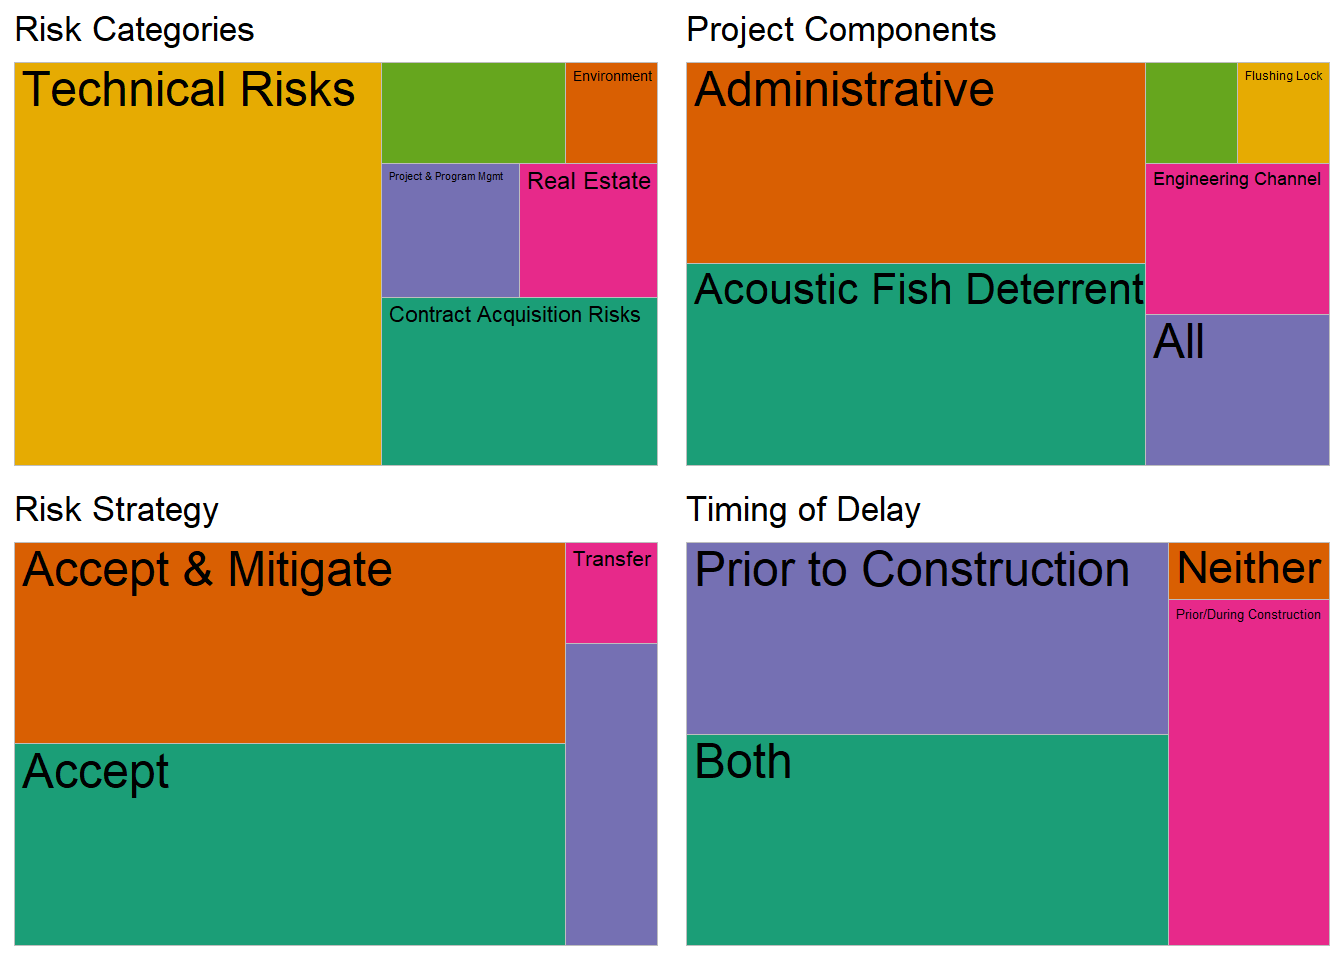 Risk Categories
Technical Risks
Environment
Project & Program Mgmt
Real Estate
Contract Acquisition Risks
Project Components
Administrative
Flushing Lock
Engineering Channel
Acoustic Fish Deterrent
All
Risk Strategy
Accept & Mitigate
Transfer
Accept
Timing of Delay
Prior to Construction
Neither
Prior/During Construction
Both